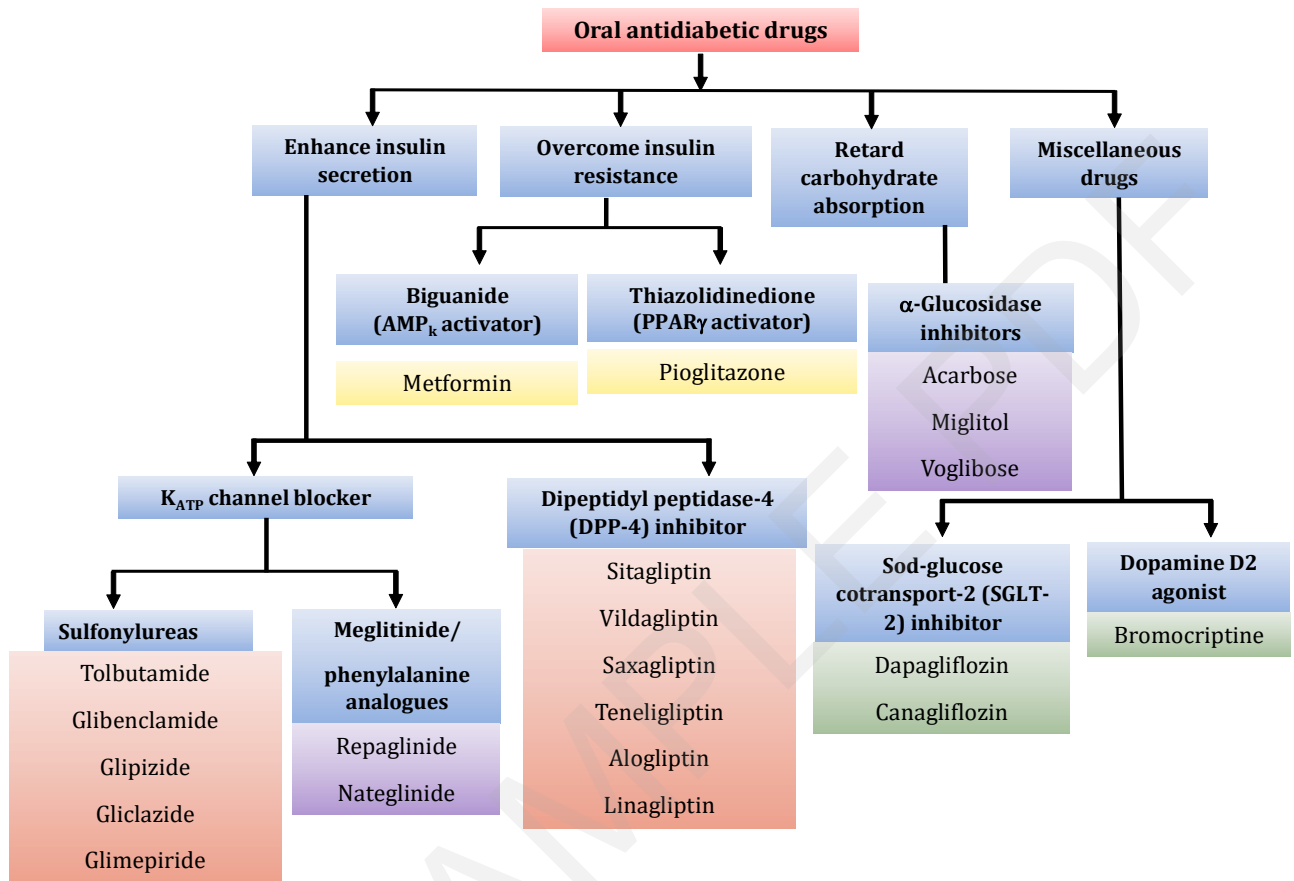 Oral antidiabetic drugs
Enhance insulin
secretion
Overcome insulin
resistance
Retard
carbohydrate
absorption
Miscellaneous
drugs
Biguanide
(AMPk activator)
Metformin
Thiazolidinedione
(PPARγ activator)
Pioglitazone
α-Glucosidase
inhibitors
Acarbose
Miglitol
Voglibose
KATP channel blocker
Dipeptidyl peptidase-4
(DPP-4) inhibitor
Sitagliptin
Vildagliptin
Saxagliptin
Teneligliptin
Alogliptin
Linagliptin
Sod-glucose
cotransport-2 (SGLT-
2) inhibitor
Dapagliflozin
Canagliflozin
Dopamine D2
agonist
Bromocriptine
Sulfonylureas
Tolbutamide
Glibenclamide
Glipizide
Gliclazide
Glimepiride
Meglitinide/
phenylalanine
analogues
Repaglinide
Nateglinide
AMPLE PDF